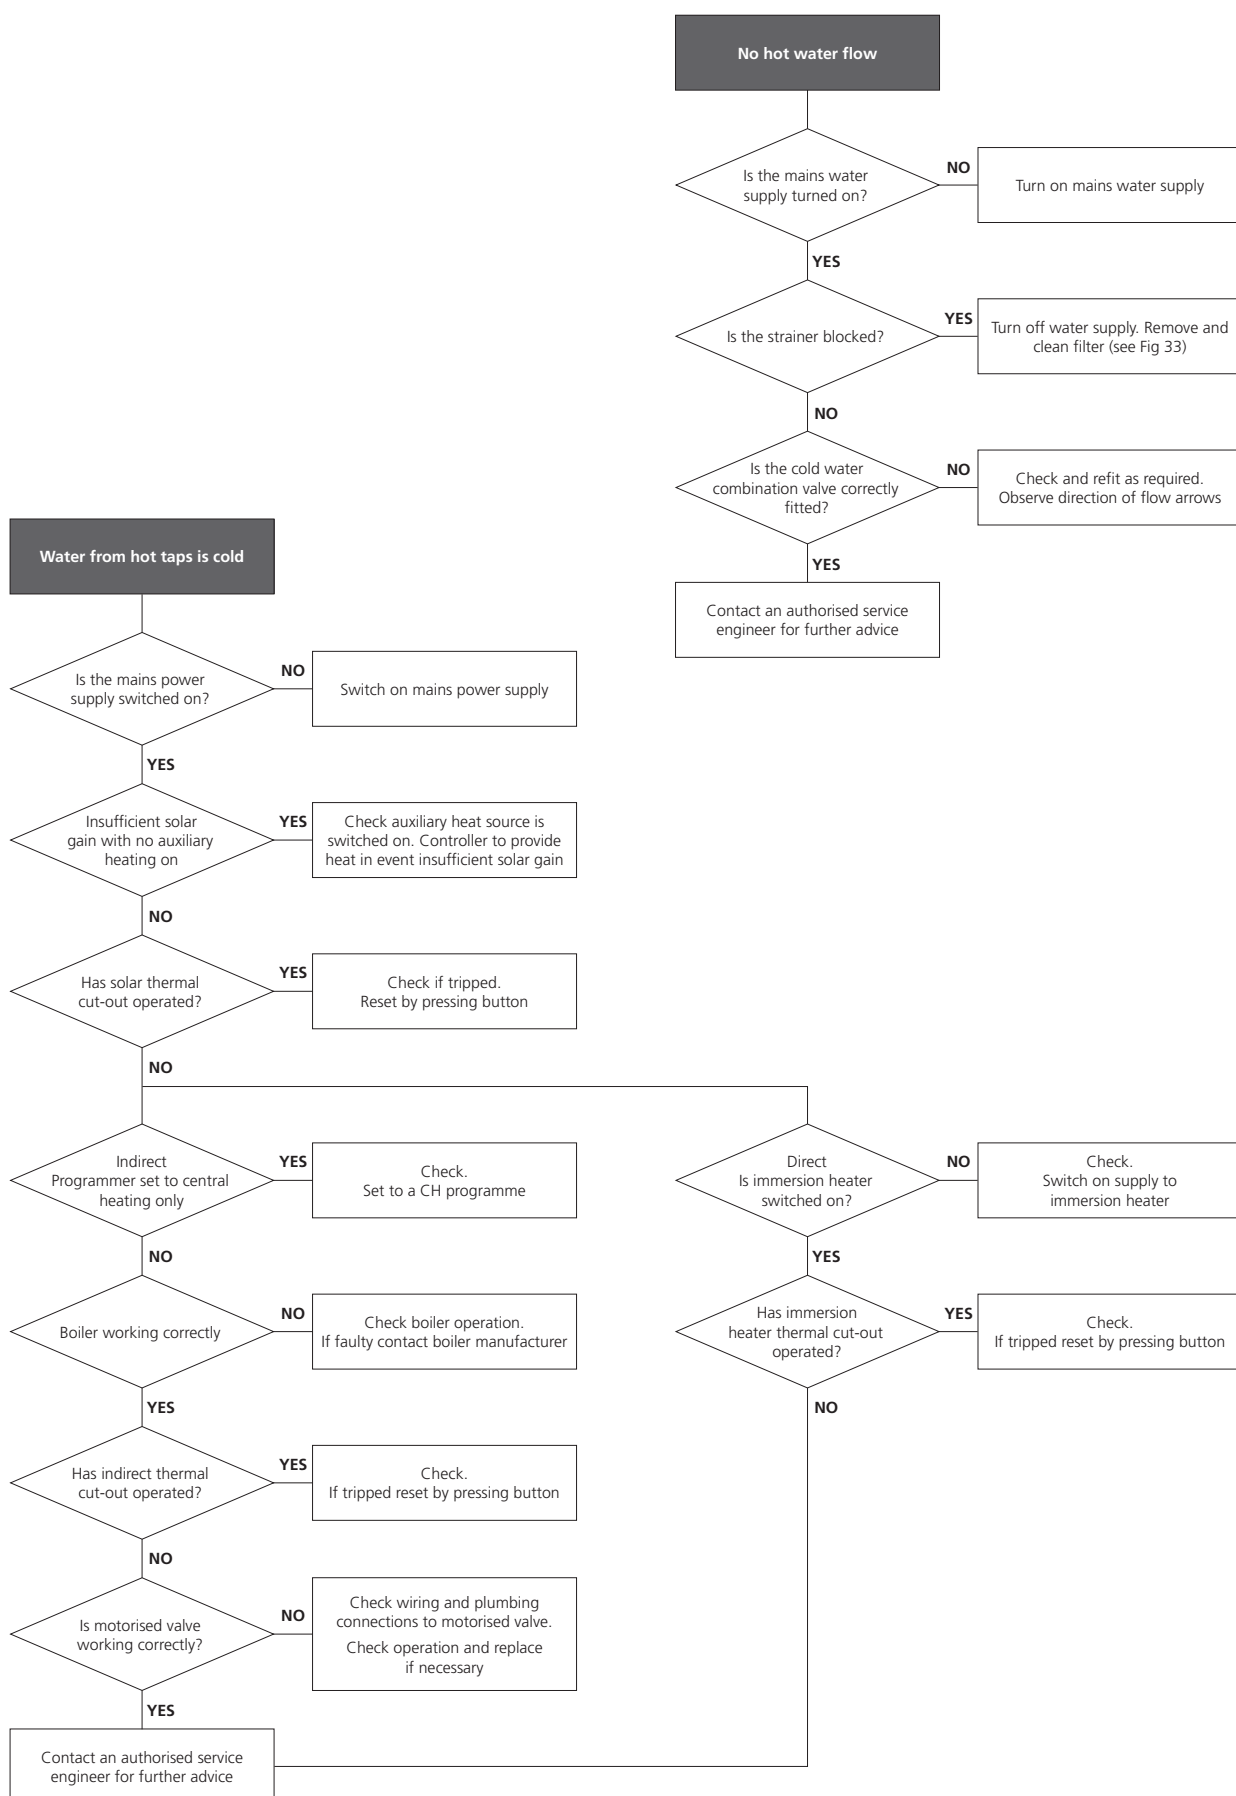 No hot water flow
Is the mains water
supply turned on?
NO
Turn on mains water supply
YES
Is the strainer blocked?
YES
Turn off water supply. Remove and
clean filter (see Fig 33)
NO
Is the cold water
combination valve correctly
fitted?
NO
Check and refit as required.
Observe direction of flow arrows
YES
Contact an authorised service
engineer for further advice
Water from hot taps is cold
Is the mains power
supply switched on?
NO
Switch on mains power supply
YES
Insufficient solar
gain with no auxiliary
heating on
YES
Check auxiliary heat source is
switched on. Controller to provide
heat in event insufficient solar gain
NO
Has solar thermal
cut-out operated?
YES
Check if tripped.
Reset by pressing button
NO
Indirect
Programmer set to central
heating only
YES
Check.
Set to a CH programme
NO
Boiler working correctly
NO
Check boiler operation.
If faulty contact boiler manufacturer
YES
Has indirect thermal
cut-out operated?
YES
Check.
If tripped reset by pressing button
NO
Is motorised valve
working correctly?
NO
Check wiring and plumbing
connections to motorised valve.
Check operation and replace
if necessary
YES
Contact an authorised service
engineer for further advice
Direct
Is immersion heater
switched on?
NO
Check.
Switch on supply to
immersion heater
YES
Has immersion
heater thermal cut-out
operated?
YES
Check.
If tripped reset by pressing button
NO